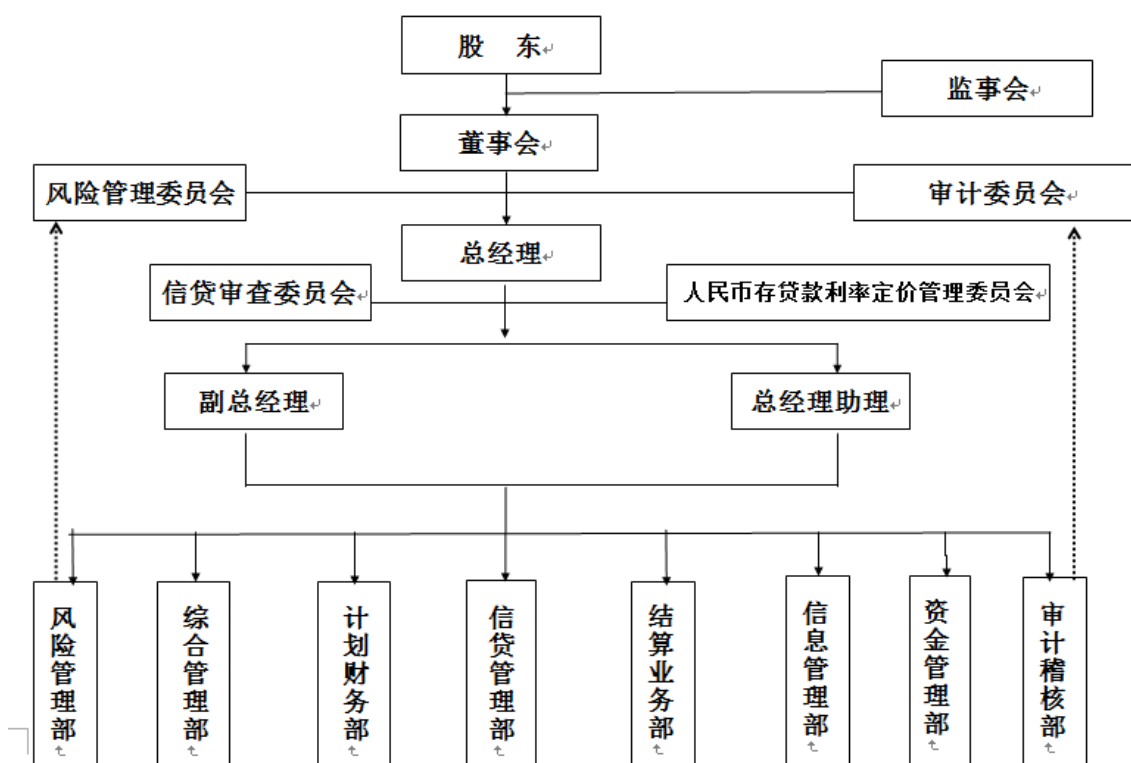 股 东
监事会
董事会
风险管理委员会
审计委员会
总经理
信贷审查委员会
人民币存贷款利率定价管理委员会
副总经理
总经理助理
风险管理部
综合管理部
计划财务部
信贷管理部
结算业务部
信息管理部
资金管理部
审计稽核部